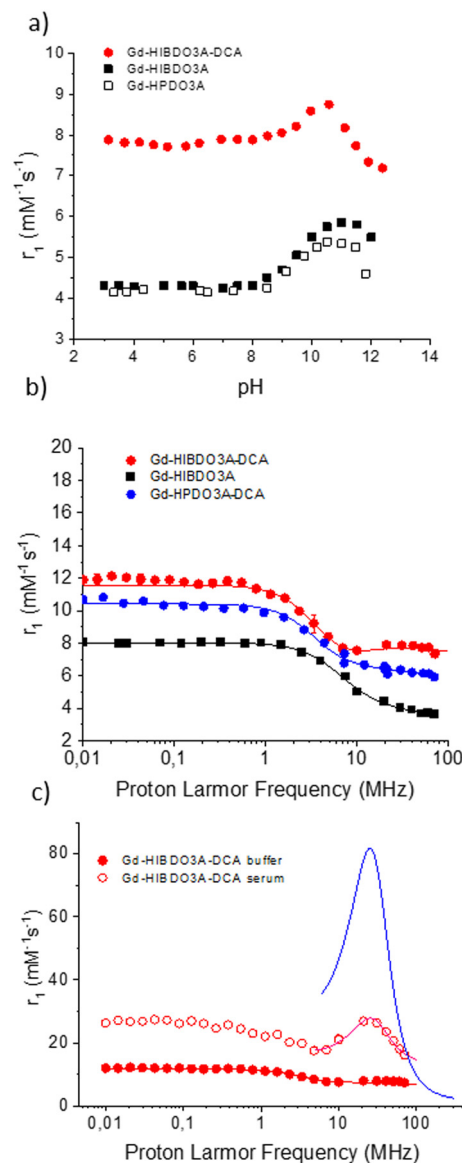 a)
Gd-HIBDO3A-DCA
Gd-HIBDO3A
Gd-HPDO3A
10
9
8
7
6
5
4
3
r₁ (mM⁻¹s⁻¹)
2 4 6 8 10 12 14
pH
b)
20
18
16
14
12
10
8
6
4
2
Gd-HIBDO3A-DCA
Gd-HIBDO3A
Gd-HPDO3A-DCA
r₁ (mM⁻¹s⁻¹)
0,01 0,1 1 10 100
Proton Larmor Frequency (MHz)
c)
Gd-HIBDO3A-DCA buffer
Gd-HIBDO3A-DCA serum
80
60
40
20
0
r₁ (mM⁻¹s⁻¹)
0,01 0,1 1 10 100
Proton Larmor Frequency (MHz)